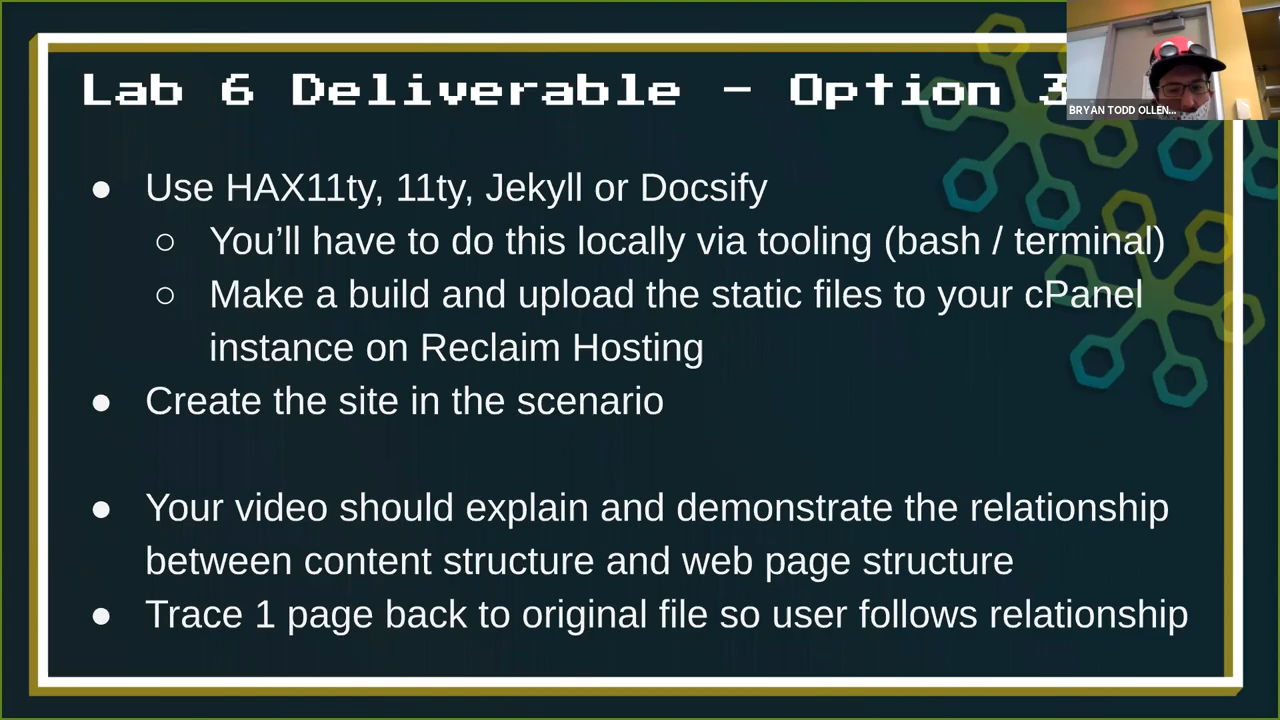 Lab 6 Deliverable - Option 3
BRYAN TODD OLLEN...
● Use HAX11ty, 11ty, Jekyll or Docsify
○ You’ll have to do this locally via tooling (bash / terminal)
○ Make a build and upload the static files to your cPanel
instance on Reclaim Hosting
● Create the site in the scenario
● Your video should explain and demonstrate the relationship
between content structure and web page structure
● Trace 1 page back to original file so user follows relationship